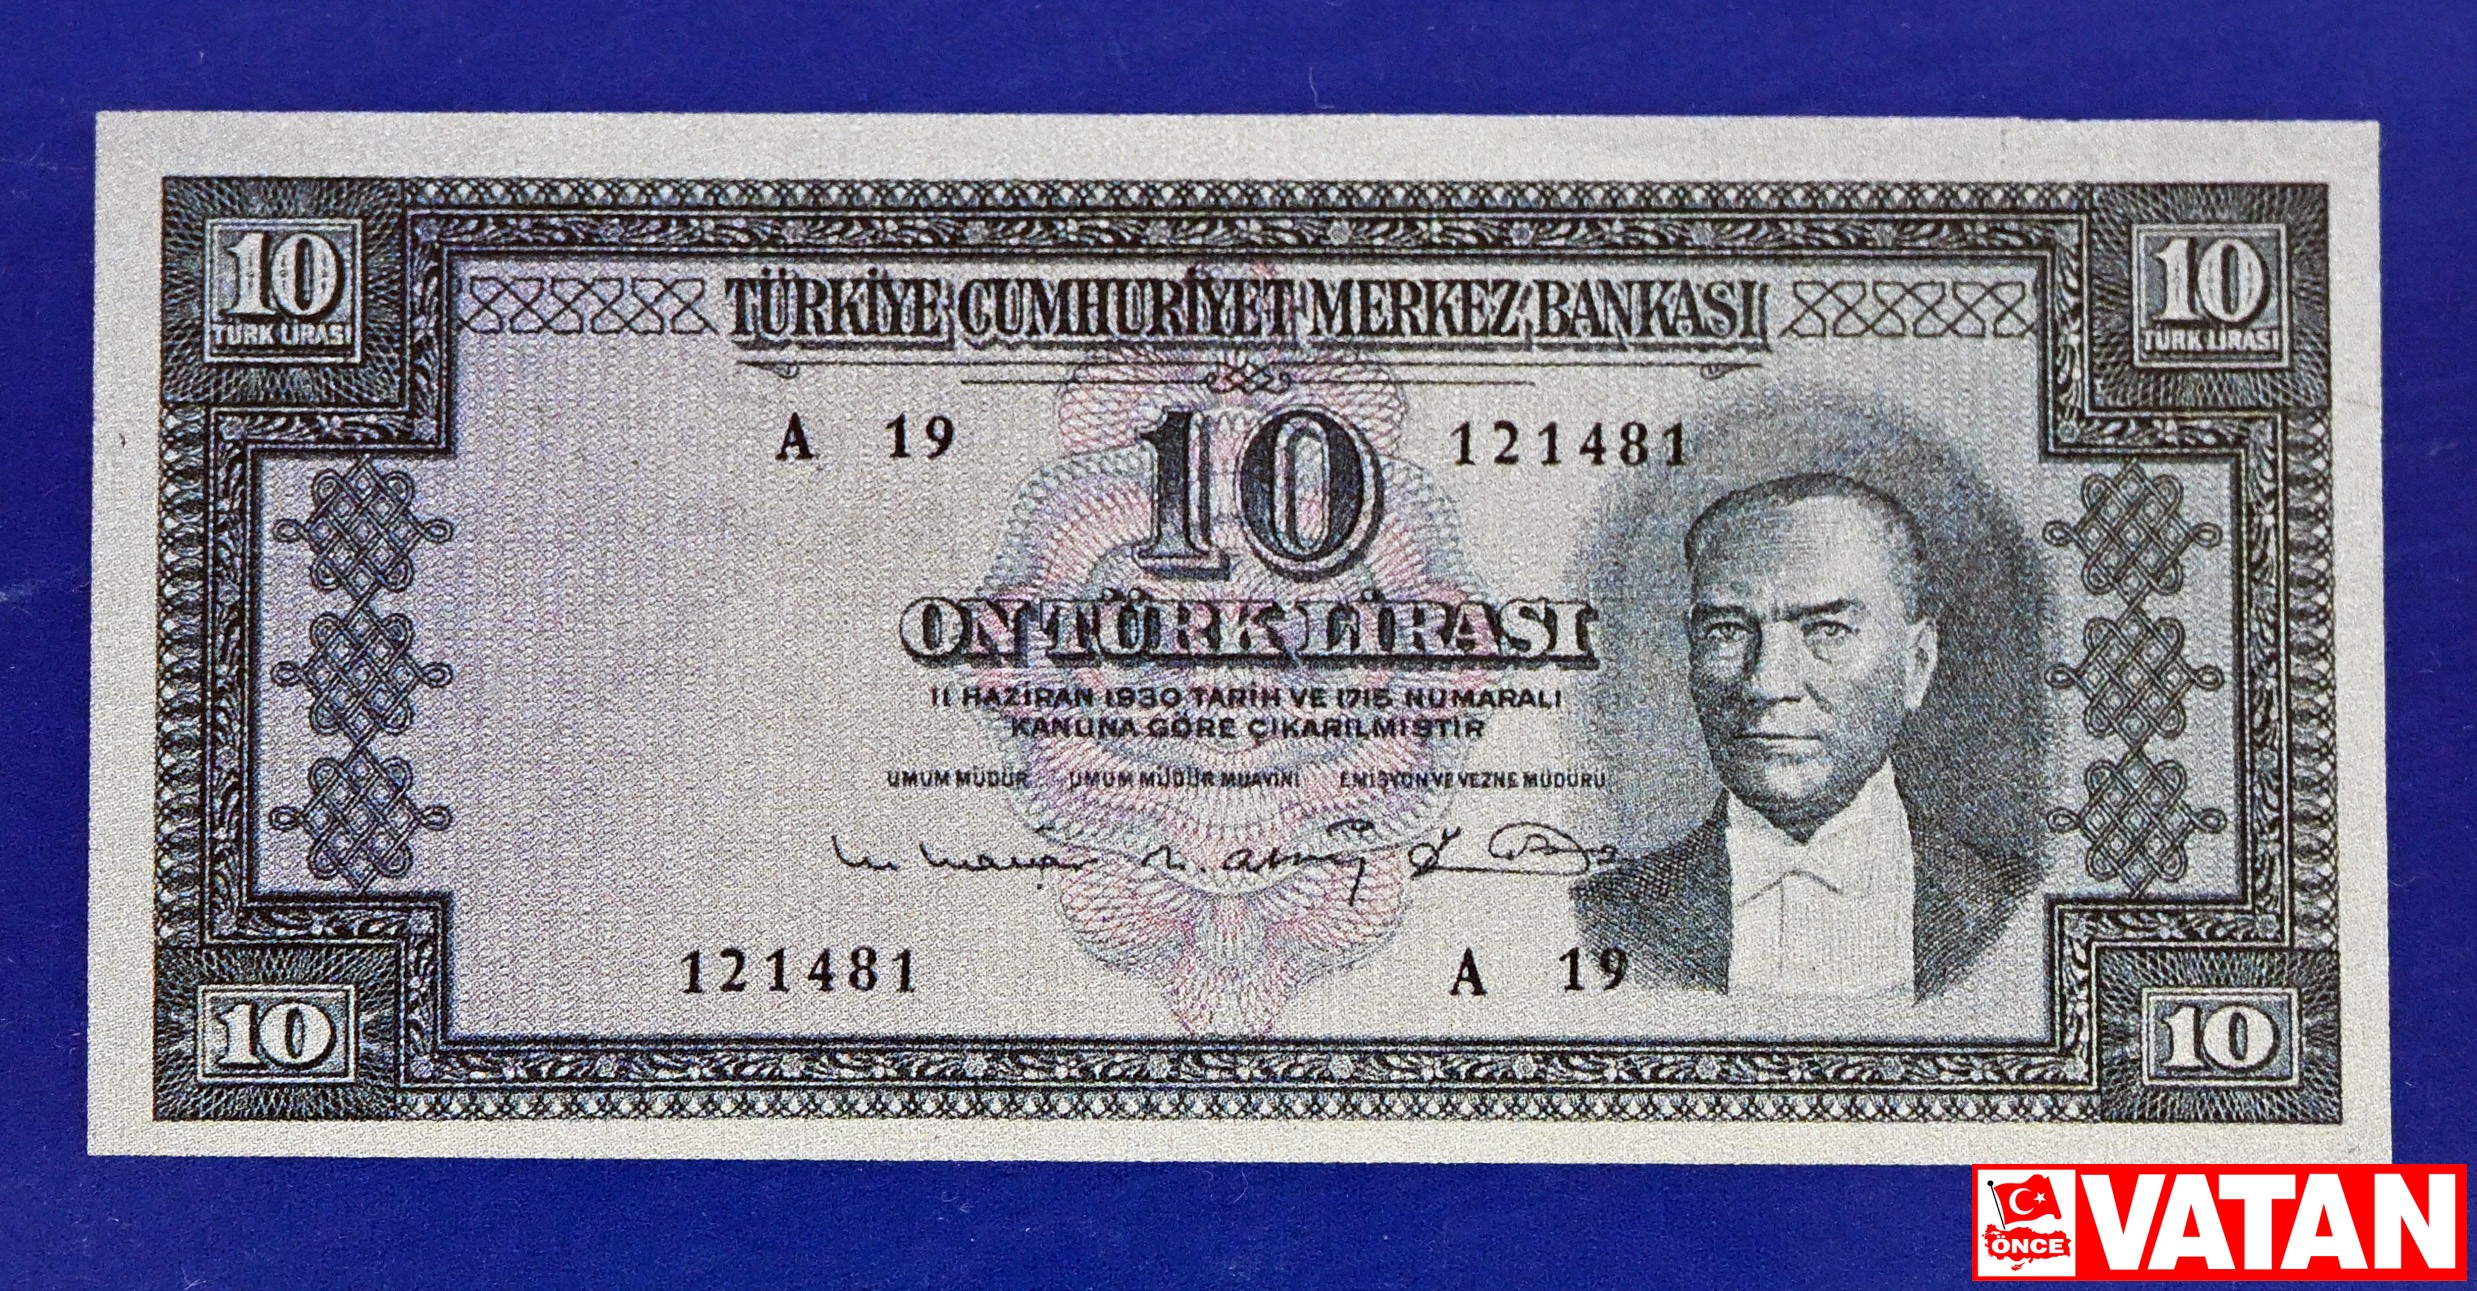 10
TÜRK LİRASI
10
TÜRK LİRASI
TÜRKİYE CUMHURİYET MERKEZ BANKASI
A 19
121481
10
ON TÜRK LİRASI
11 HAZİRAN 1930 TARİH VE 1715 NUMARALI
KANUNA GÖRE ÇIKARILMIŞTIR
UMUM MÜDÜR UMUM MÜDÜR MUAVİNİ EMİSYON VE VEZNE MÜDÜRÜ
121481
A 19
10
10
ÖNCE
VATAN